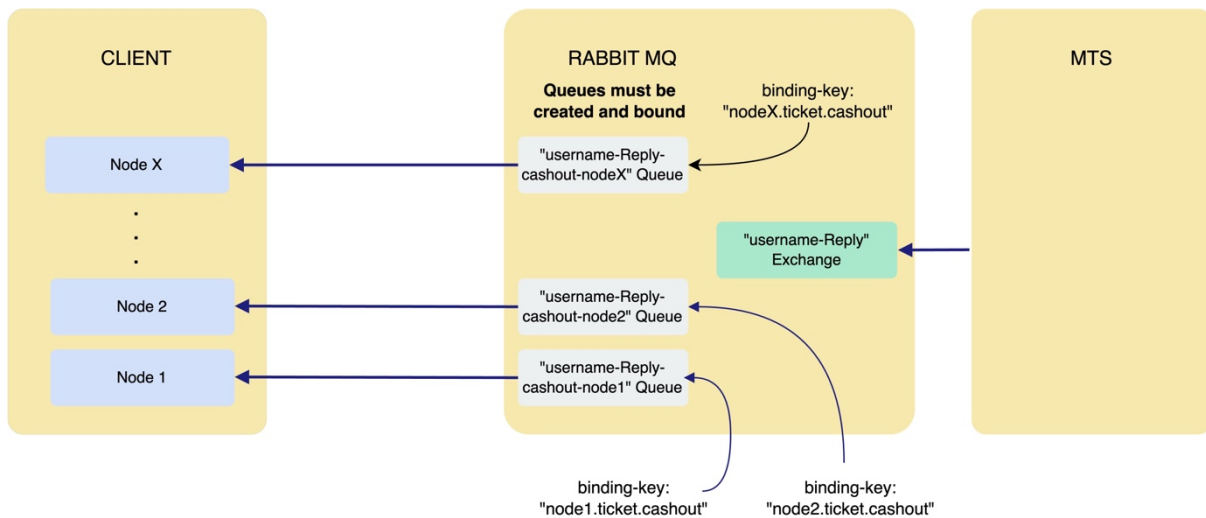 CLIENT
RABBIT MQ
MTS
Queues must be
created and bound
binding-key:
"nodeX.ticket.cashout"
Node X
"username-Reply-
cashout-nodeX" Queue
"username-Reply"
Exchange
Node 2
"username-Reply-
cashout-node2" Queue
Node 1
"username-Reply-
cashout-node1" Queue
binding-key:
"node1.ticket.cashout"
binding-key:
"node2.ticket.cashout"